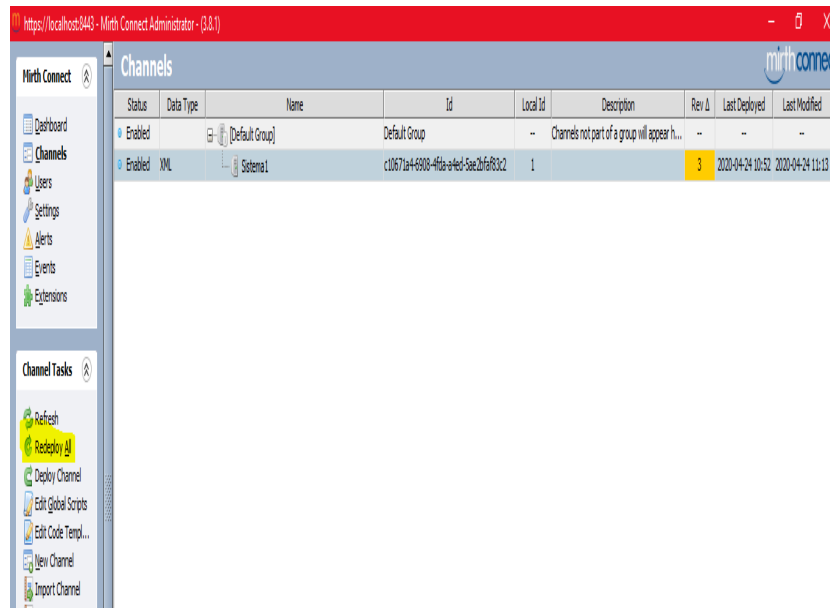 https://localhost:8443 - Mirth Connect Administrator - (3.8.1)
Mirth Connect
Dashboard
Channels
Users
Settings
Alerts
Events
Extensions
Channel Tasks
Refresh
Redeploy All
Deploy Channel
Edit Global Scripts
Edit Code Templ...
New Channel
Import Channel
Channels
mirth connec
Status Data Type Name Id Local Id Description Rev Δ Last Deployed Last Modified
Enabled [Default Group] Default Group -- Channels not part of a group will appear h... -- -- --
Enabled XML Sistema1 c10671a4-6908-4fda-a4ed-5ae2bfaf83c2 1 3 2020-04-24 10:52 2020-04-24 11:13